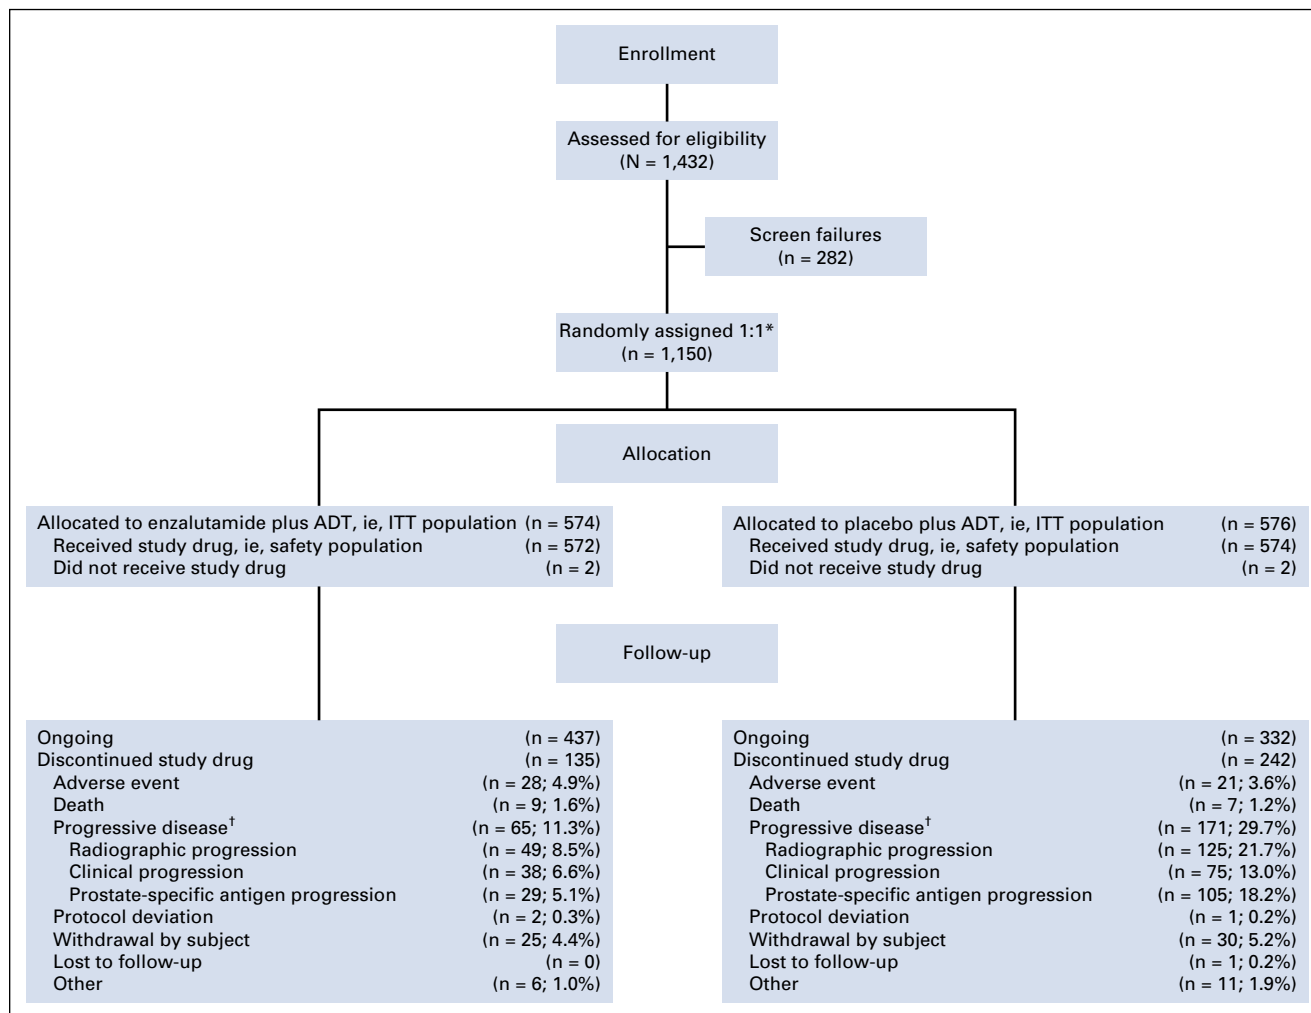 Enrollment
Assessed for eligibility
(N = 1,432)
Screen failures
(n = 282)
Randomly assigned 1:1*
(n = 1,150)
Allocation
Allocated to enzalutamide plus ADT, ie, ITT population (n = 574)
Received study drug, ie, safety population (n = 572)
Did not receive study drug (n = 2)
Allocated to placebo plus ADT, ie, ITT population (n = 576)
Received study drug, ie, safety population (n = 574)
Did not receive study drug (n = 2)
Follow-up
Ongoing (n = 437)
Discontinued study drug (n = 135)
Adverse event (n = 28; 4.9%)
Death (n = 9; 1.6%)
Progressive disease† (n = 65; 11.3%)
Radiographic progression (n = 49; 8.5%)
Clinical progression (n = 38; 6.6%)
Prostate-specific antigen progression (n = 29; 5.1%)
Protocol deviation (n = 2; 0.3%)
Withdrawal by subject (n = 25; 4.4%)
Lost to follow-up (n = 0)
Other (n = 6; 1.0%)
Ongoing (n = 332)
Discontinued study drug (n = 242)
Adverse event (n = 21; 3.6%)
Death (n = 7; 1.2%)
Progressive disease† (n = 171; 29.7%)
Radiographic progression (n = 125; 21.7%)
Clinical progression (n = 75; 13.0%)
Prostate-specific antigen progression (n = 105; 18.2%)
Protocol deviation (n = 1; 0.2%)
Withdrawal by subject (n = 30; 5.2%)
Lost to follow-up (n = 1; 0.2%)
Other (n = 11; 1.9%)